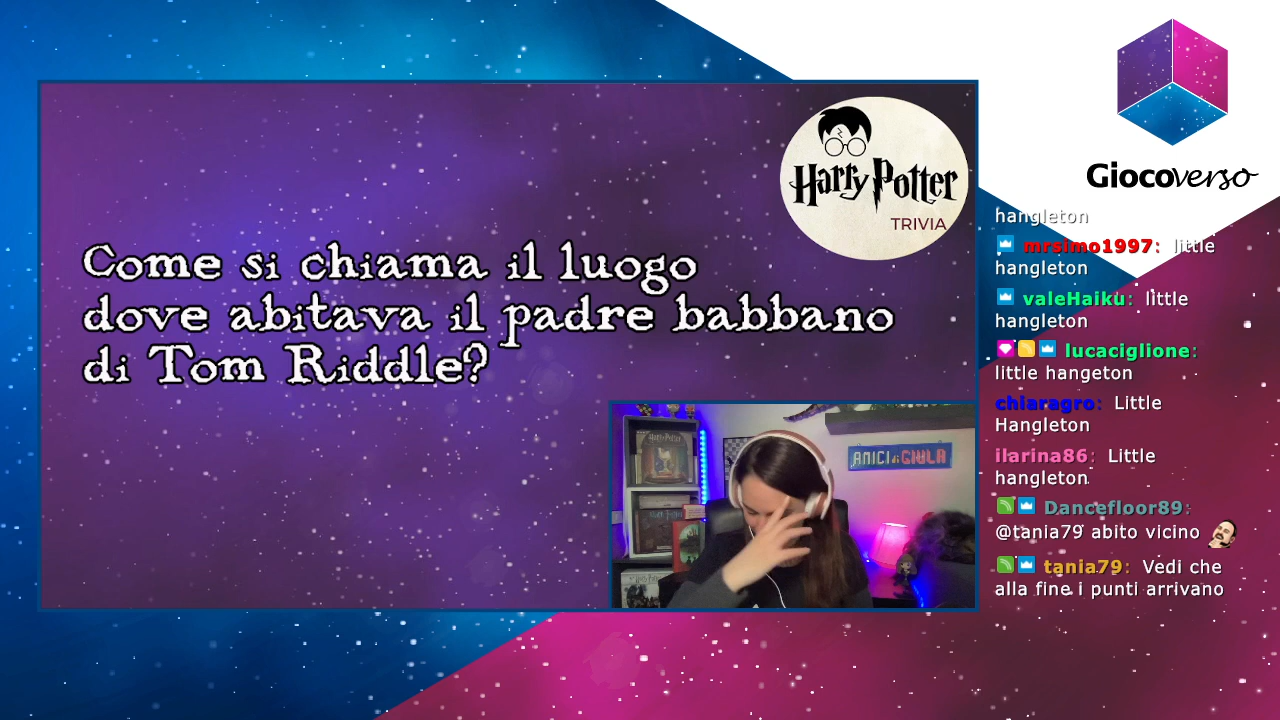 Harry Potter
TRIVIA
Come si chiama il luogo
dove abitava il padre babbano
di Tom Riddle?
AMICI di GIULA
Giocoverso
hangleton
mrsimo1997: little
hangleton
valeHaiku: little
hangleton
lucaciglione:
little hangeton
chiaragro: Little
Hangleton
ilarina86: Little
hangleton
Dancefloor89:
@tania79 abito vicino
tania79: Vedi che
alla fine i punti arrivano